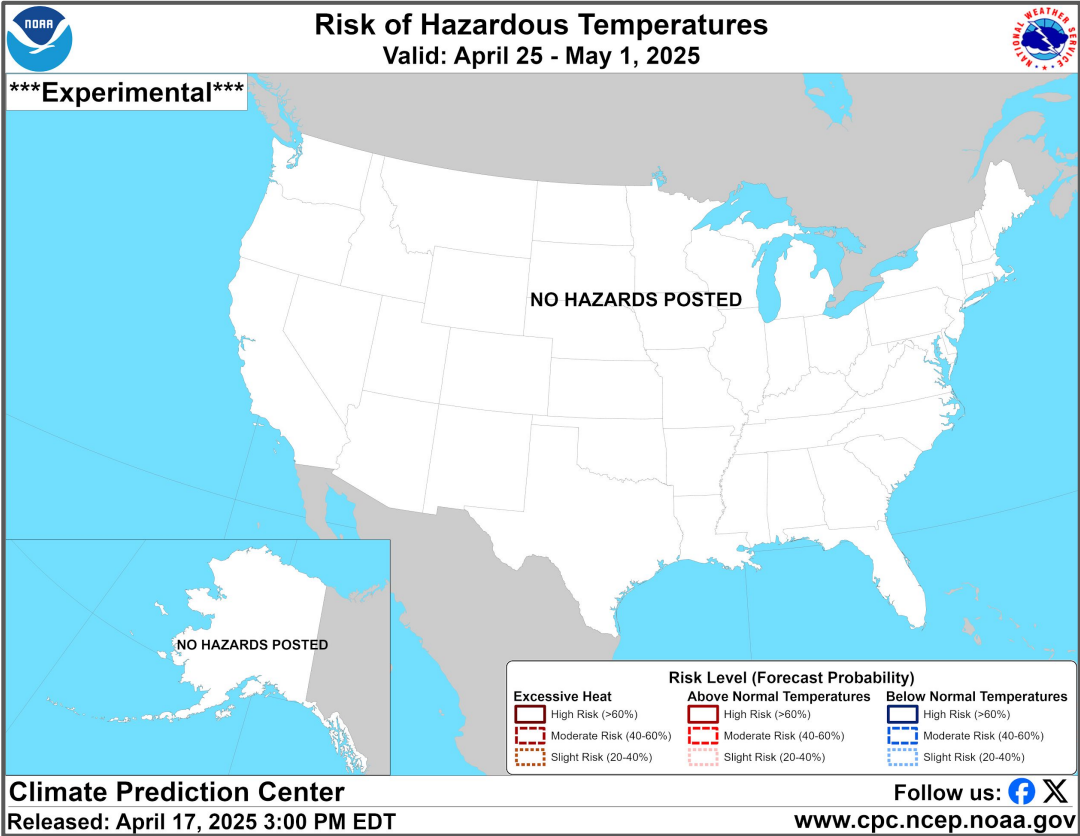 NOAA
Risk of Hazardous Temperatures
Valid: April 25 - May 1, 2025
NATIONAL WEATHER SERVICE
***Experimental***
NO HAZARDS POSTED
NO HAZARDS POSTED
Risk Level (Forecast Probability)
Excessive Heat
High Risk (>60%)
Moderate Risk (40-60%)
Slight Risk (20-40%)
Above Normal Temperatures
High Risk (>60%)
Moderate Risk (40-60%)
Slight Risk (20-40%)
Below Normal Temperatures
High Risk (>60%)
Moderate Risk (40-60%)
Slight Risk (20-40%)
Climate Prediction Center
Follow us:
Released: April 17, 2025 3:00 PM EDT
www.cpc.ncep.noaa.gov